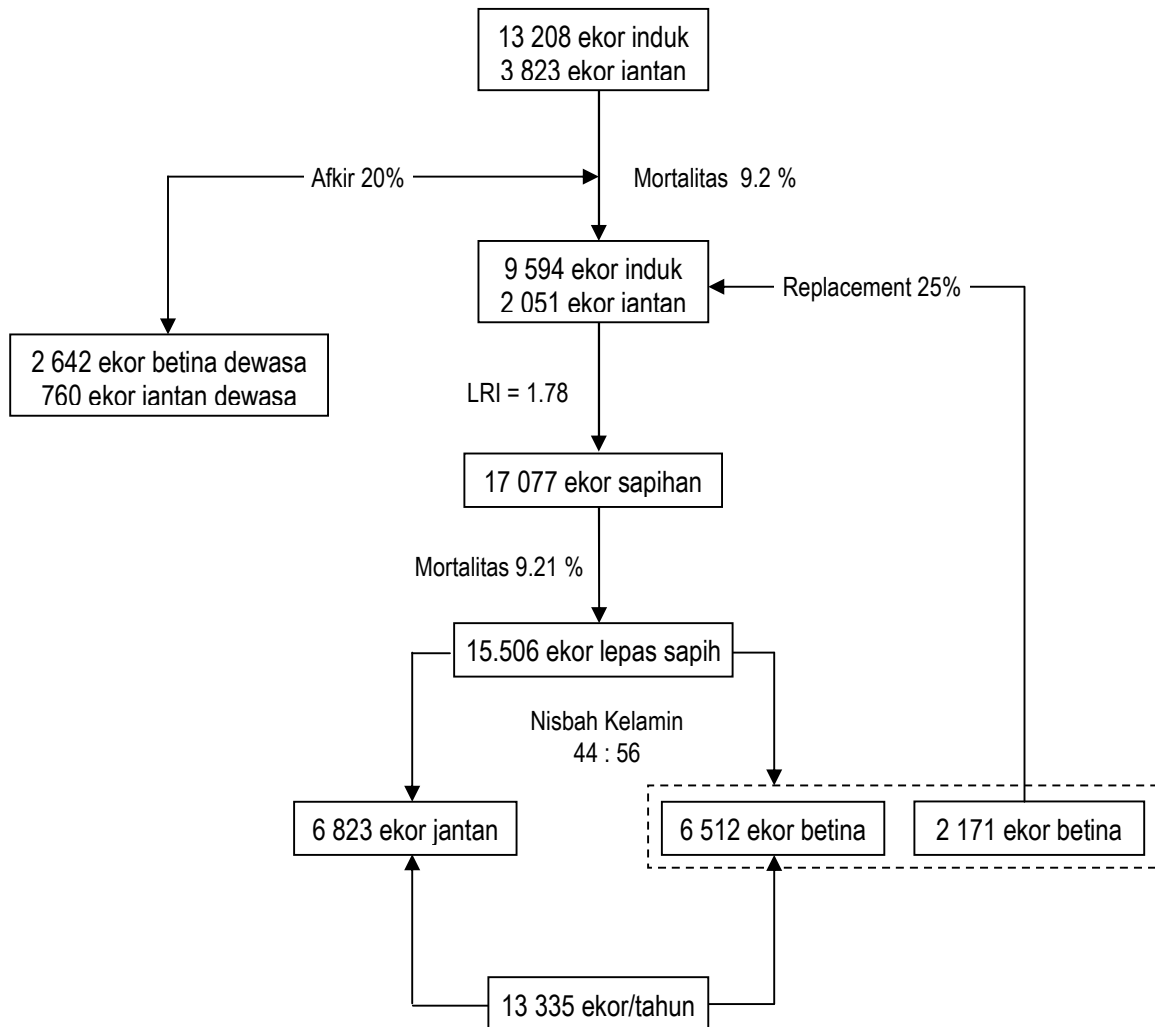 13 208 ekor induk
3 823 ekor jantan
Afkir 20%
Mortalitas 9.2 %
9 594 ekor induk
2 051 ekor jantan
Replacement 25%
2 642 ekor betina dewasa
760 ekor jantan dewasa
LRI = 1.78
17 077 ekor sapihan
Mortalitas 9.21 %
15.506 ekor lepas sapih
Nisbah Kelamin
44 : 56
6 823 ekor jantan
6 512 ekor betina
2 171 ekor betina
13 335 ekor/tahun